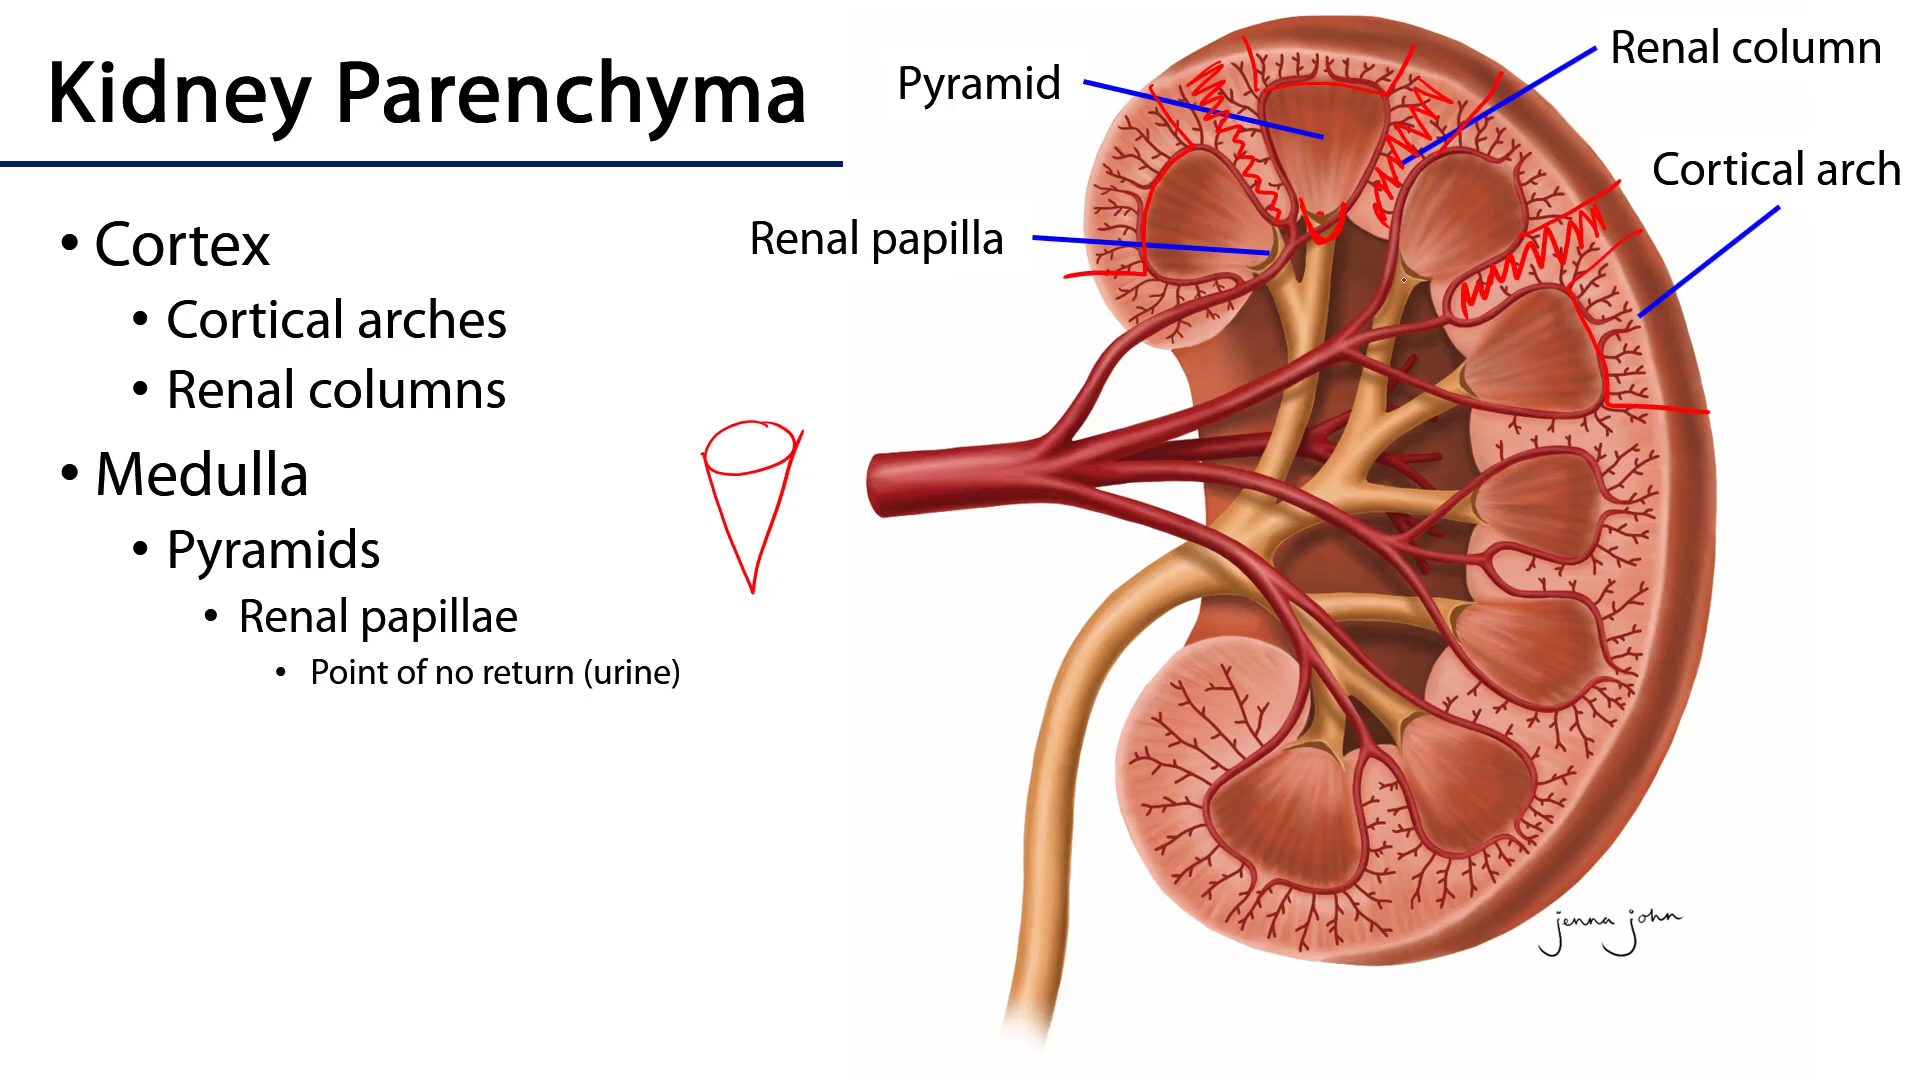 Kidney Parenchyma
• Cortex
• Cortical arches
• Renal columns
• Medulla
• Pyramids
• Renal papillae
• Point of no return (urine)
Pyramid
Renal column
Cortical arch
Renal papilla
jenna john